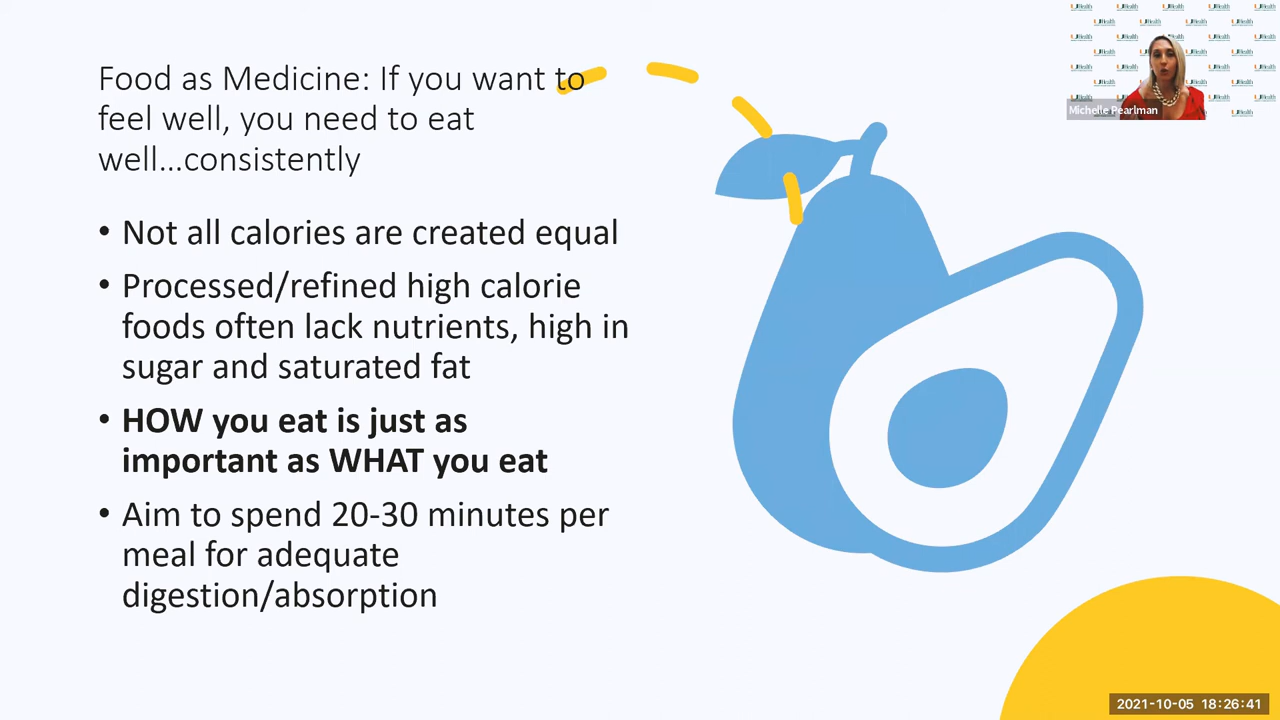 Food as Medicine: If you want to
feel well, you need to eat
well...consistently
• Not all calories are created equal
• Processed/refined high calorie
foods often lack nutrients, high in
sugar and saturated fat
• HOW you eat is just as
important as WHAT you eat
• Aim to spend 20-30 minutes per
meal for adequate
digestion/absorption
Michelle Pearlman
2021-10-05 18:26:41